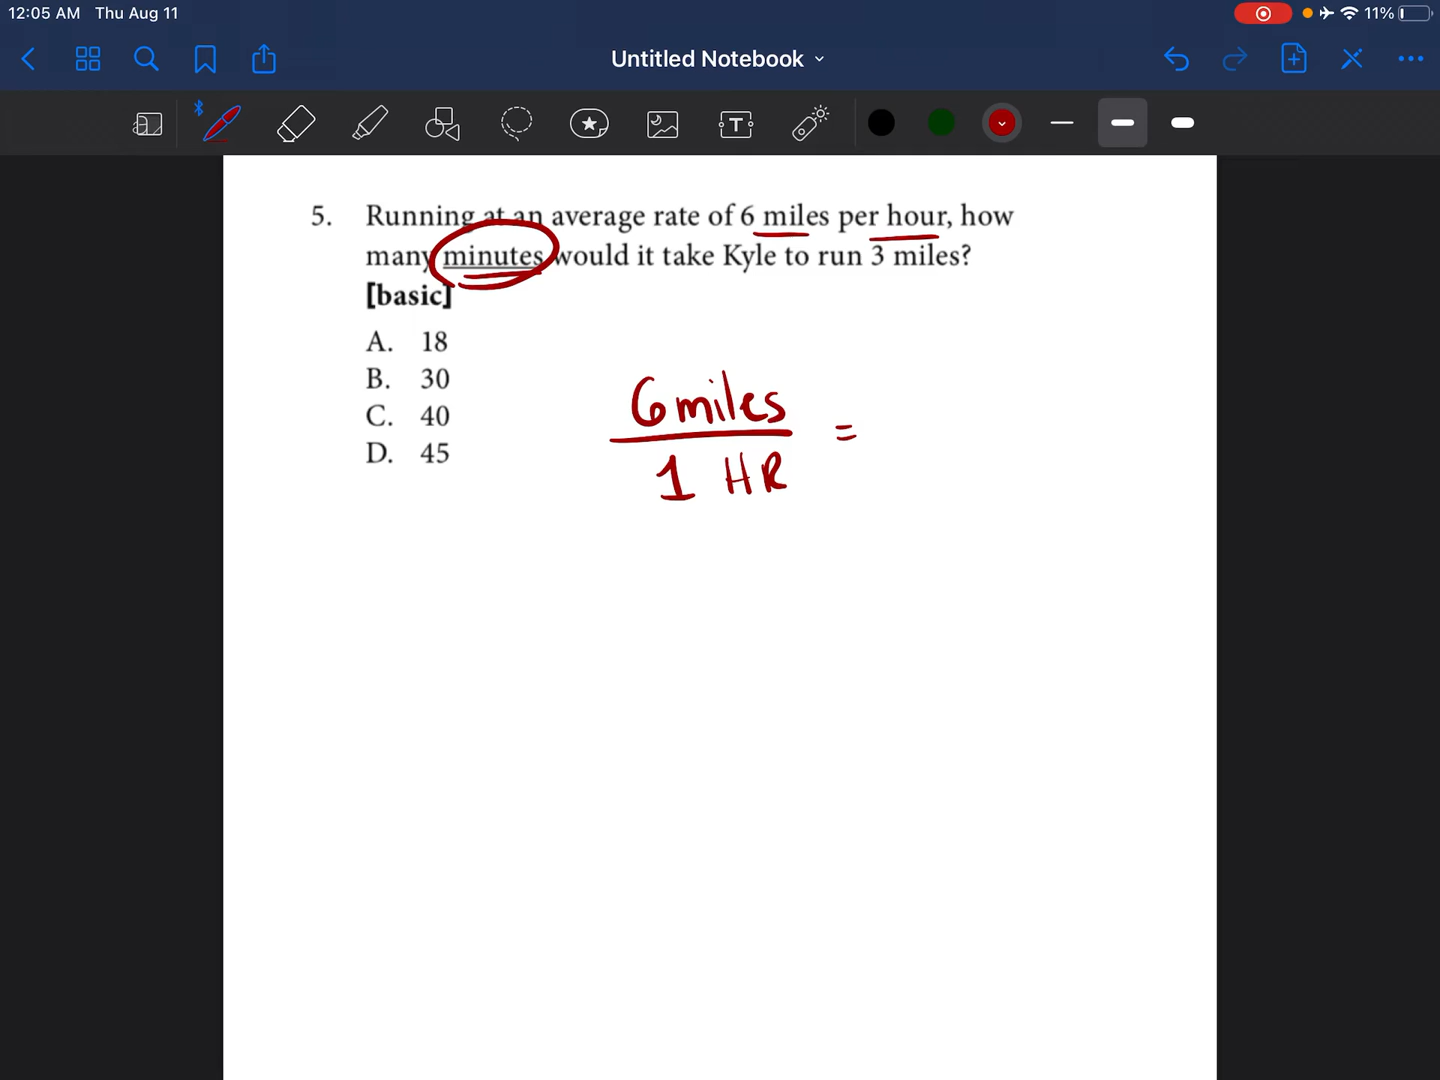 12:05 AM Thu Aug 11
11%
Untitled Notebook
T
5. Running at an average rate of 6 miles per hour, how
many minutes would it take Kyle to run 3 miles?
[basic]
A. 18
B. 30
C. 40
D. 45
6 miles
=
1 HR